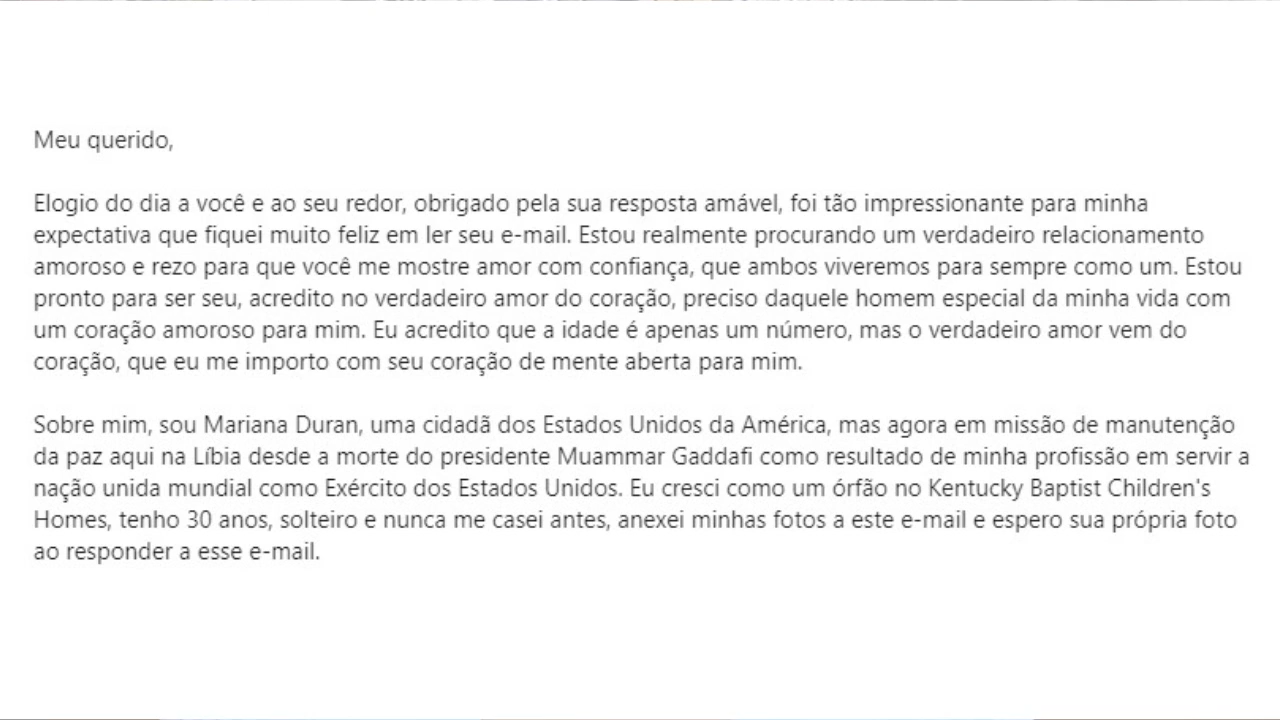 Meu querido,
Elogio do dia a você e ao seu redor, obrigado pela sua resposta amável, foi tão impressionante para minha
expectativa que fiquei muito feliz em ler seu e-mail. Estou realmente procurando um verdadeiro relacionamento
amoroso e rezo para que você me mostre amor com confiança, que ambos viveremos para sempre como um. Estou
pronto para ser seu, acredito no verdadeiro amor do coração, preciso daquele homem especial da minha vida com
um coração amoroso para mim. Eu acredito que a idade é apenas um número, mas o verdadeiro amor vem do
coração, que eu me importo com seu coração de mente aberta para mim.
Sobre mim, sou Mariana Duran, uma cidadã dos Estados Unidos da América, mas agora em missão de manutenção
da paz aqui na Líbia desde a morte do presidente Muammar Gaddafi como resultado de minha profissão em servir a
nação unida mundial como Exército dos Estados Unidos. Eu cresci como um órfão no Kentucky Baptist Children's
Homes, tenho 30 anos, solteiro e nunca me casei antes, anexei minhas fotos a este e-mail e espero sua própria foto
ao responder a esse e-mail.